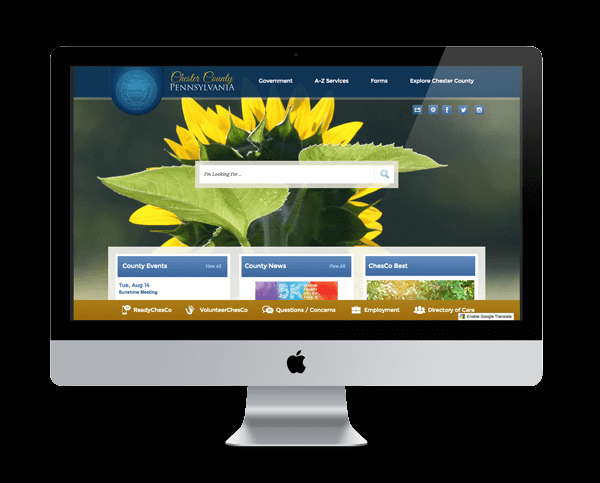 Chester County
PENNSYLVANIA
Government
A-Z Services
Forms
Explore Chester County
I'm Looking For...
County Events
View All
County News
View All
ChesCo Best
Tue, Aug 14
Sunshine Meeting
ReadyChesCo
VolunteerChesCo
Questions / Concerns
Employment
Directory of Care
Enable Google Translate